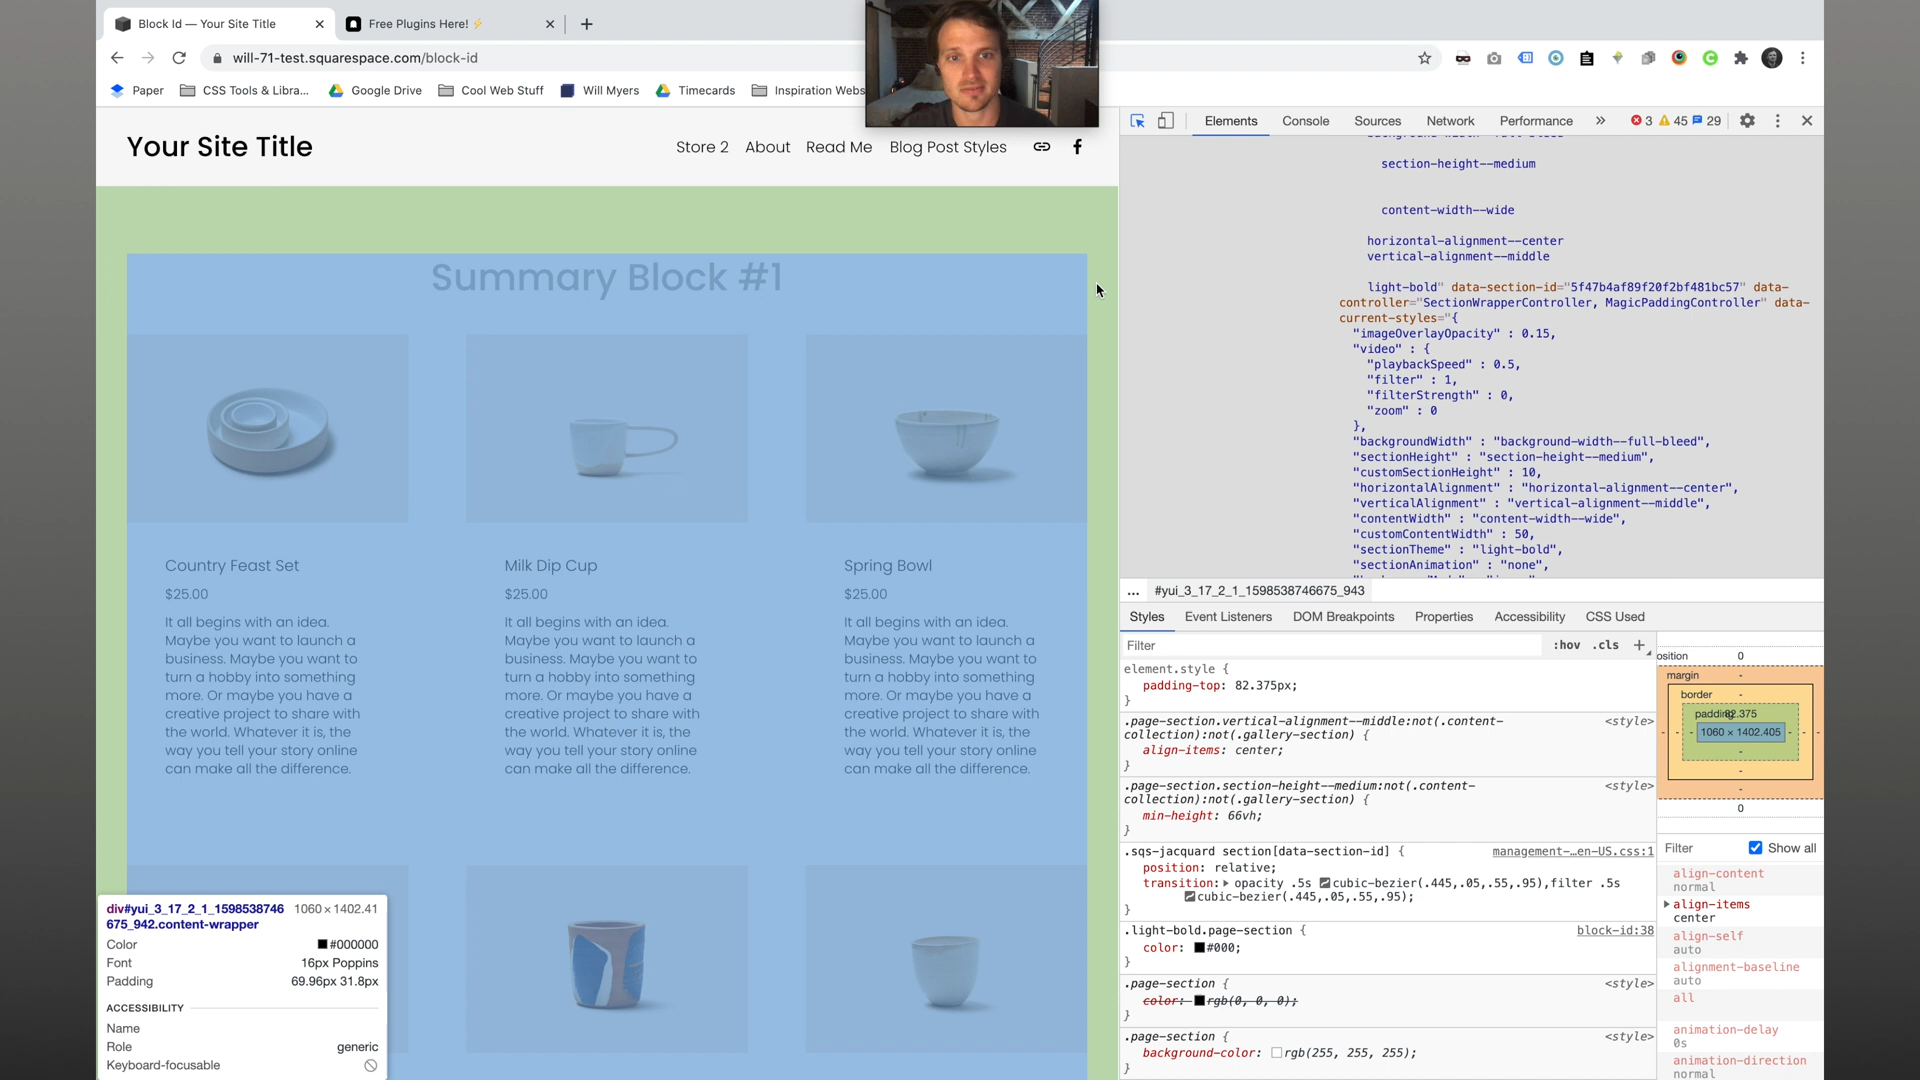 Block Id — Your Site Title
Free Plugins Here! ⚡
will-71-test.squarespace.com/block-id
Paper
CSS Tools & Libra...
Google Drive
Cool Web Stuff
Will Myers
Timecards
Inspiration Webs
Your Site Title
Store 2
About
Read Me
Blog Post Styles
Summary Block #1
Country Feast Set
$25.00
It all begins with an idea.
Maybe you want to launch a
business. Maybe you want to
turn a hobby into something
more. Or maybe you have a
creative project to share with
the world. Whatever it is, the
way you tell your story online
can make all the difference.
Milk Dip Cup
$25.00
It all begins with an idea.
Maybe you want to launch a
business. Maybe you want to
turn a hobby into something
more. Or maybe you have a
creative project to share with
the world. Whatever it is, the
way you tell your story online
can make all the difference.
Spring Bowl
$25.00
It all begins with an idea.
Maybe you want to launch a
business. Maybe you want to
turn a hobby into something
more. Or maybe you have a
creative project to share with
the world. Whatever it is, the
way you tell your story online
can make all the difference.
div#yui_3_17_2_1_1598538746 1060 × 1402.41
675_942.content-wrapper
Color #000000
Font 16px Poppins
Padding 69.96px 31.8px
ACCESSIBILITY
Name
Role generic
Keyboard-focusable
Elements
Console
Sources
Network
Performance
»
3
45
29
section-height--medium
content-width--wide
horizontal-alignment--center
vertical-alignment--middle
light-bold" data-section-id="5f47b4af89f20f2bf481bc57" data-
controller="SectionWrapperController, MagicPaddingController" data-
current-styles="{
"imageOverlayOpacity" : 0.15,
"video" : {
"playbackSpeed" : 0.5,
"filter" : 1,
"filterStrength" : 0,
"zoom" : 0
},
"backgroundWidth" : "background-width--full-bleed",
"sectionHeight" : "section-height--medium",
"customSectionHeight" : 10,
"horizontalAlignment" : "horizontal-alignment--center",
"verticalAlignment" : "vertical-alignment--middle",
"contentWidth" : "content-width--wide",
"customContentWidth" : 50,
"sectionTheme" : "light-bold",
"sectionAnimation" : "none",
... #yui_3_17_2_1_1598538746675_943
Styles
Event Listeners
DOM Breakpoints
Properties
Accessibility
CSS Used
Filter
:hov .cls +
element.style {
padding-top: 82.375px;
}
.page-section.vertical-alignment--middle:not(.content- <style>
collection):not(.gallery-section) {
align-items: center;
}
.page-section.section-height--medium:not(.content- <style>
collection):not(.gallery-section) {
min-height: 66vh;
}
.sqs-jacquard section[data-section-id] { management-…en-US.css:1
position: relative;
transition: opacity .5s cubic-bezier(.445,.05,.55,.95),filter .5s
cubic-bezier(.445,.05,.55,.95);
}
.light-bold.page-section { block-id:38
color: #000;
}
.page-section { <style>
color: rgb(0, 0, 0);
}
.page-section { <style>
background-color: rgb(255, 255, 255);
}
osition 0
margin -
border -
padding 82.375
- - - 1060 × 1402.405 - - -
-
-
-
0
Filter
Show all
align-content
normal
align-items
center
align-self
auto
alignment-baseline
auto
all
animation-delay
0s
animation-direction
normal